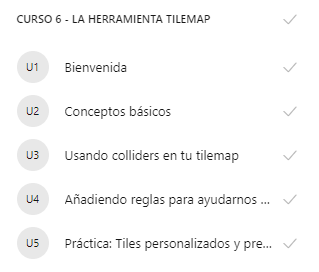 CURSO 6 - LA HERRAMIENTA TILEMAP
U1 Bienvenida
U2 Conceptos básicos
U3 Usando colliders en tu tilemap
U4 Añadiendo reglas para ayudarnos ...
U5 Práctica: Tiles personalizados y pre...